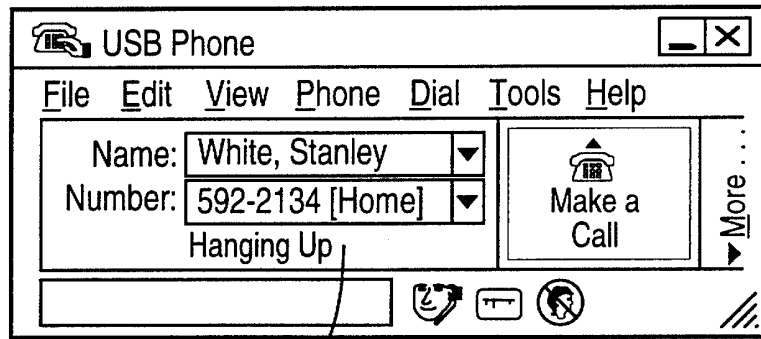 USB Phone
File Edit View Phone Dial Tools Help
Name: White, Stanley
Number: 592-2134 [Home]
Hanging Up
Make a
Call
More . . .